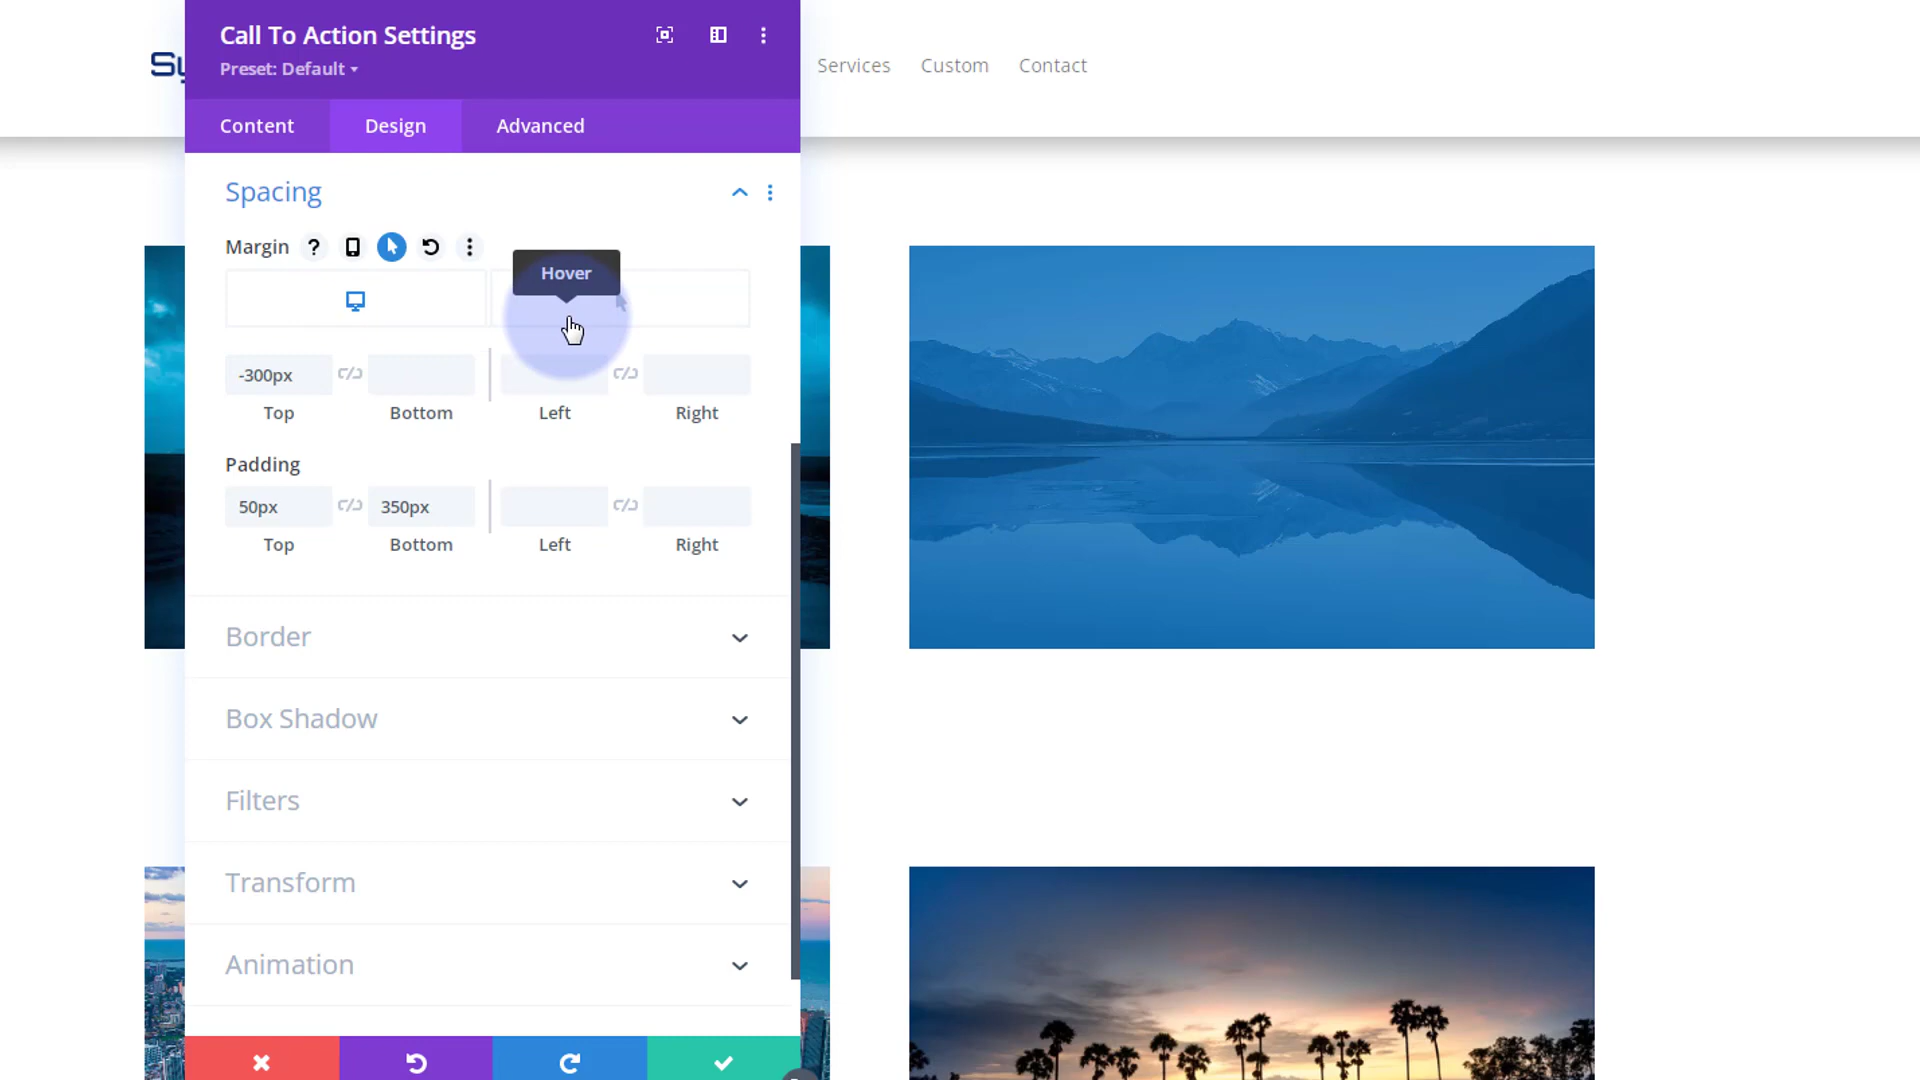 Call To Action Settings
Preset: Default
Sy
Services Custom Contact
Content Design Advanced
Spacing
Margin ?
Hover
-300px
Top Bottom Left Right
Padding
50px 350px
Top Bottom Left Right
Border
Box Shadow
Filters
Transform
Animation